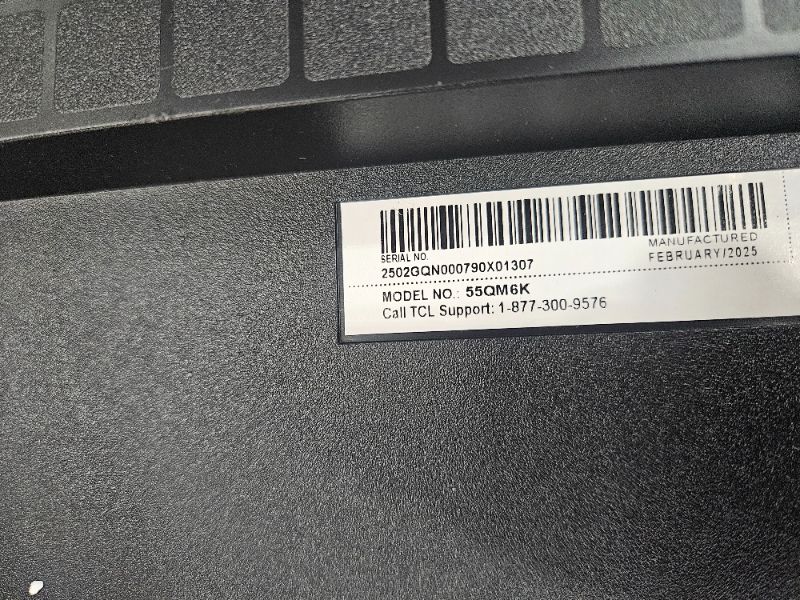 SERIAL NO.
2502GQN000790X01307
MANUFACTURED
FEBRUARY/2025
MODEL NO.: 55QM6K
Call TCL Support: 1-877-300-9576